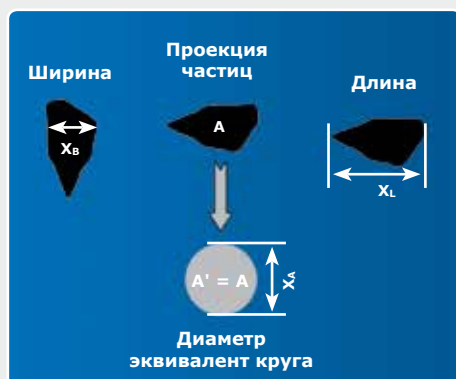 Ширина
Проекция
частиц
Длина
X_B
A
X_L
A' = A
X_A
Диаметр
эквивалент круга